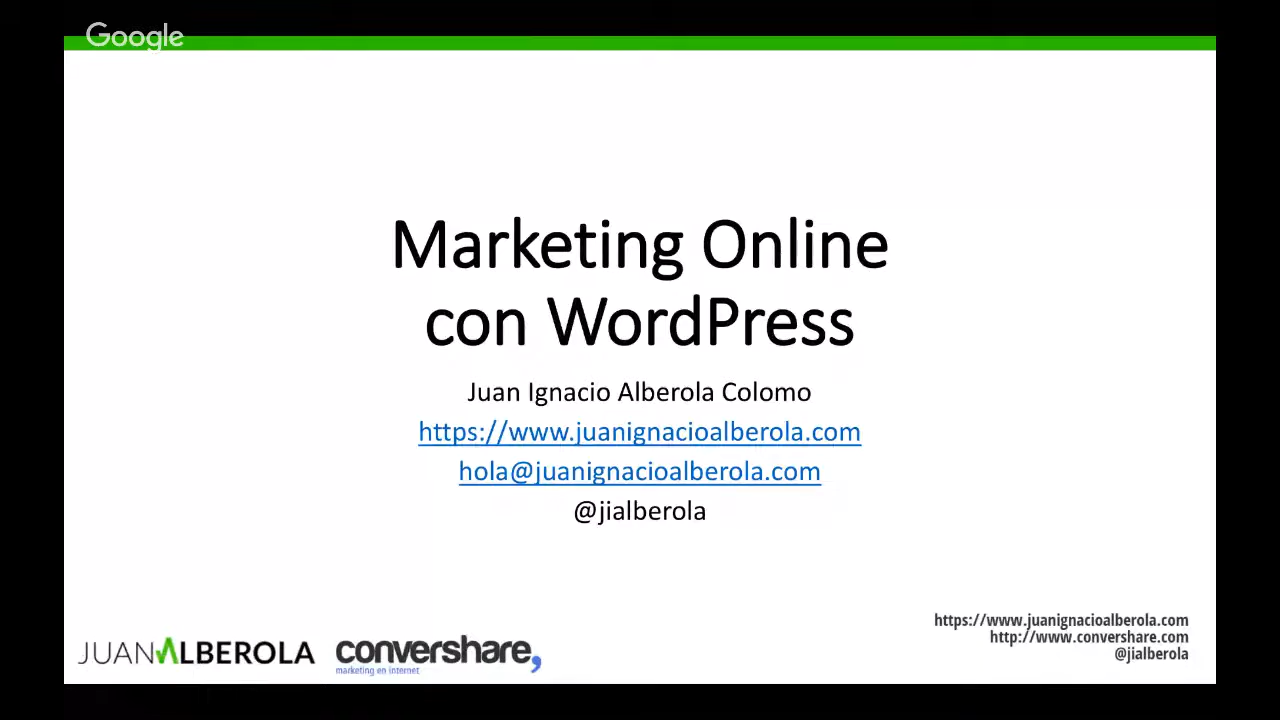 Google
Marketing Online
con WordPress
Juan Ignacio Alberola Colomo
https://www.juanignacioalberola.com
hola@juanignacioalberola.com
@jialberola
JUANALBEROLA
convershare,
marketing en internet
https://www.juanignacioalberola.com
http://www.convershare.com
@jialberola